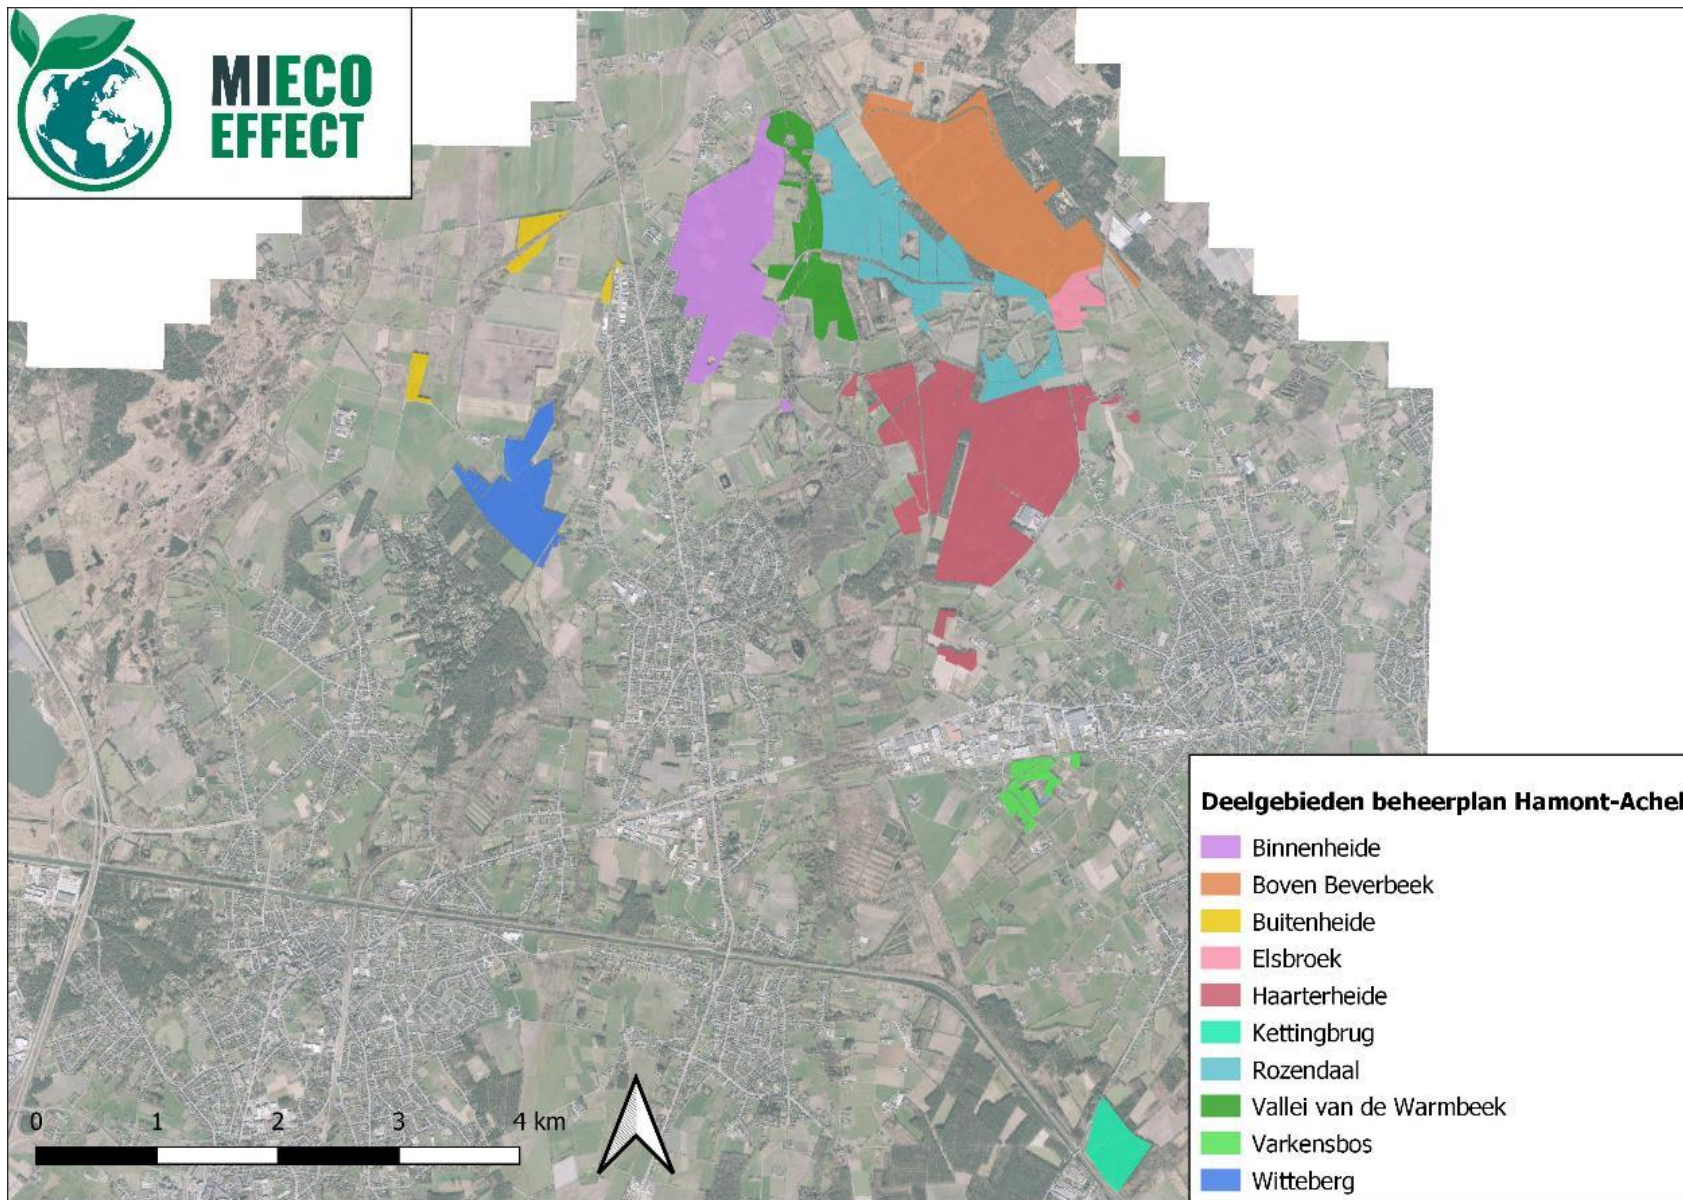 MIECO
EFFECT
Deelgebieden beheerplan Hamont-Achel
Binnenheide
Boven Beverbeek
Buitenheide
Elsbroek
Haarterheide
Kettingbrug
Rozendaal
Vallei van de Warmbeek
Varkensbos
Witteberg
0 1 2 3 4 km